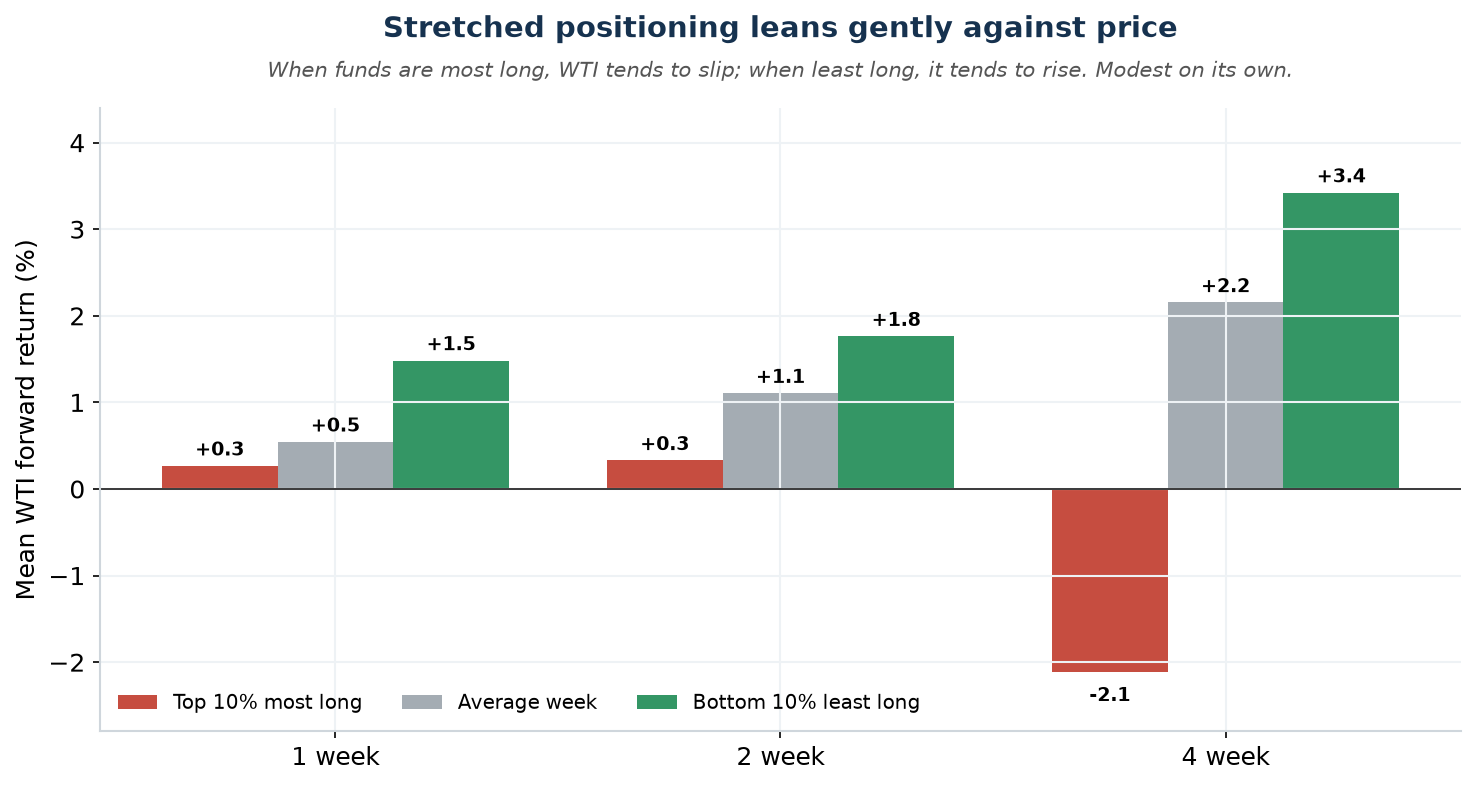 Stretched positioning leans gently against price
When funds are most long, WTI tends to slip; when least long, it tends to rise. Modest on its own.
Mean WTI forward return (%)
4
3
2
1
0
−1
−2
+0.3
+0.5
+1.5
+0.3
+1.1
+1.8
-2.1
+2.2
+3.4
Top 10% most long
Average week
Bottom 10% least long
1 week
2 week
4 week